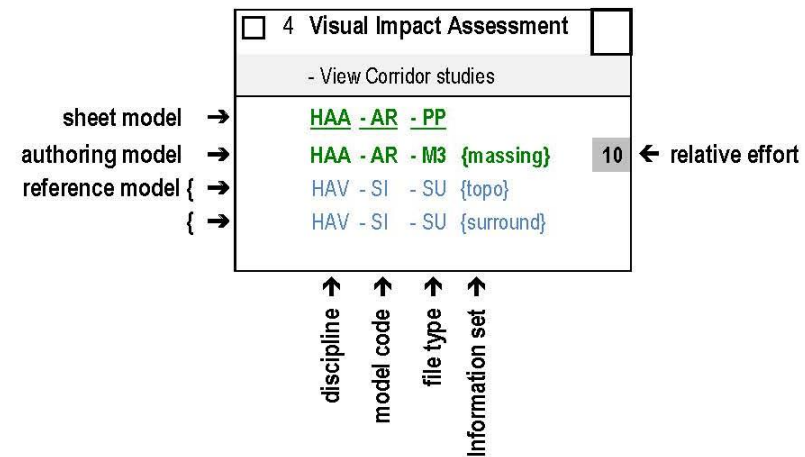 4 Visual Impact Assessment
- View Corridor studies
sheet model → HAA - AR - PP
authoring model → HAA - AR - M3 {massing} 10 ← relative effort
reference model { → HAV - SI - SU {topo}
{ → HAV - SI - SU {surround}
discipline →
model code →
file type →
Information set →